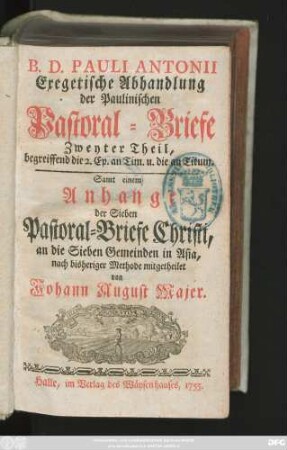 B. D. PAULI ANTONII
Exegetische Abhandlung
der Paulinischen
Pastoral-Briefe
Zweyter Theil,
begreiffend die 2. Ep. an Tim. u. die an Titum.
Samt einem
Anhange
der Sieben
Pastoral-Briefe Christi,
an die Sieben Gemeinden in Asia,
nach bisheriger Methode mitgetheilet
von
Johann August Majer.
Halle, im Verlag des Wäysenhauses, 1755.